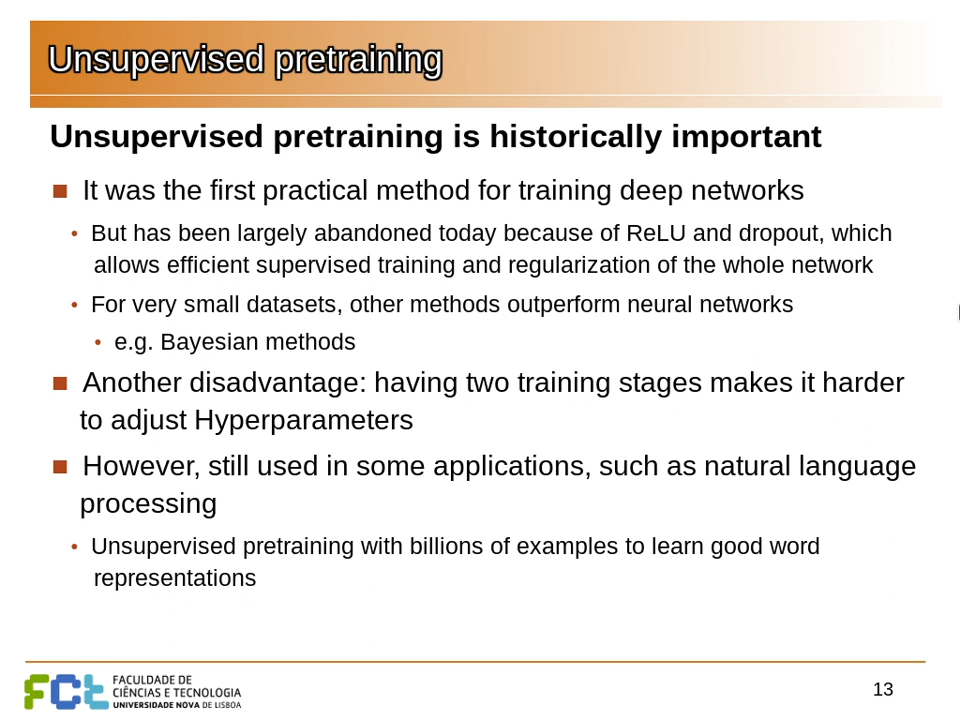 Unsupervised pretraining
Unsupervised pretraining is historically important
■ It was the first practical method for training deep networks
• But has been largely abandoned today because of ReLU and dropout, which
allows efficient supervised training and regularization of the whole network
• For very small datasets, other methods outperform neural networks
• e.g. Bayesian methods
■ Another disadvantage: having two training stages makes it harder
to adjust Hyperparameters
■ However, still used in some applications, such as natural language
processing
• Unsupervised pretraining with billions of examples to learn good word
representations
FCt
FACULDADE DE
CIÊNCIAS E TECNOLOGIA
UNIVERSIDADE NOVA DE LISBOA
13